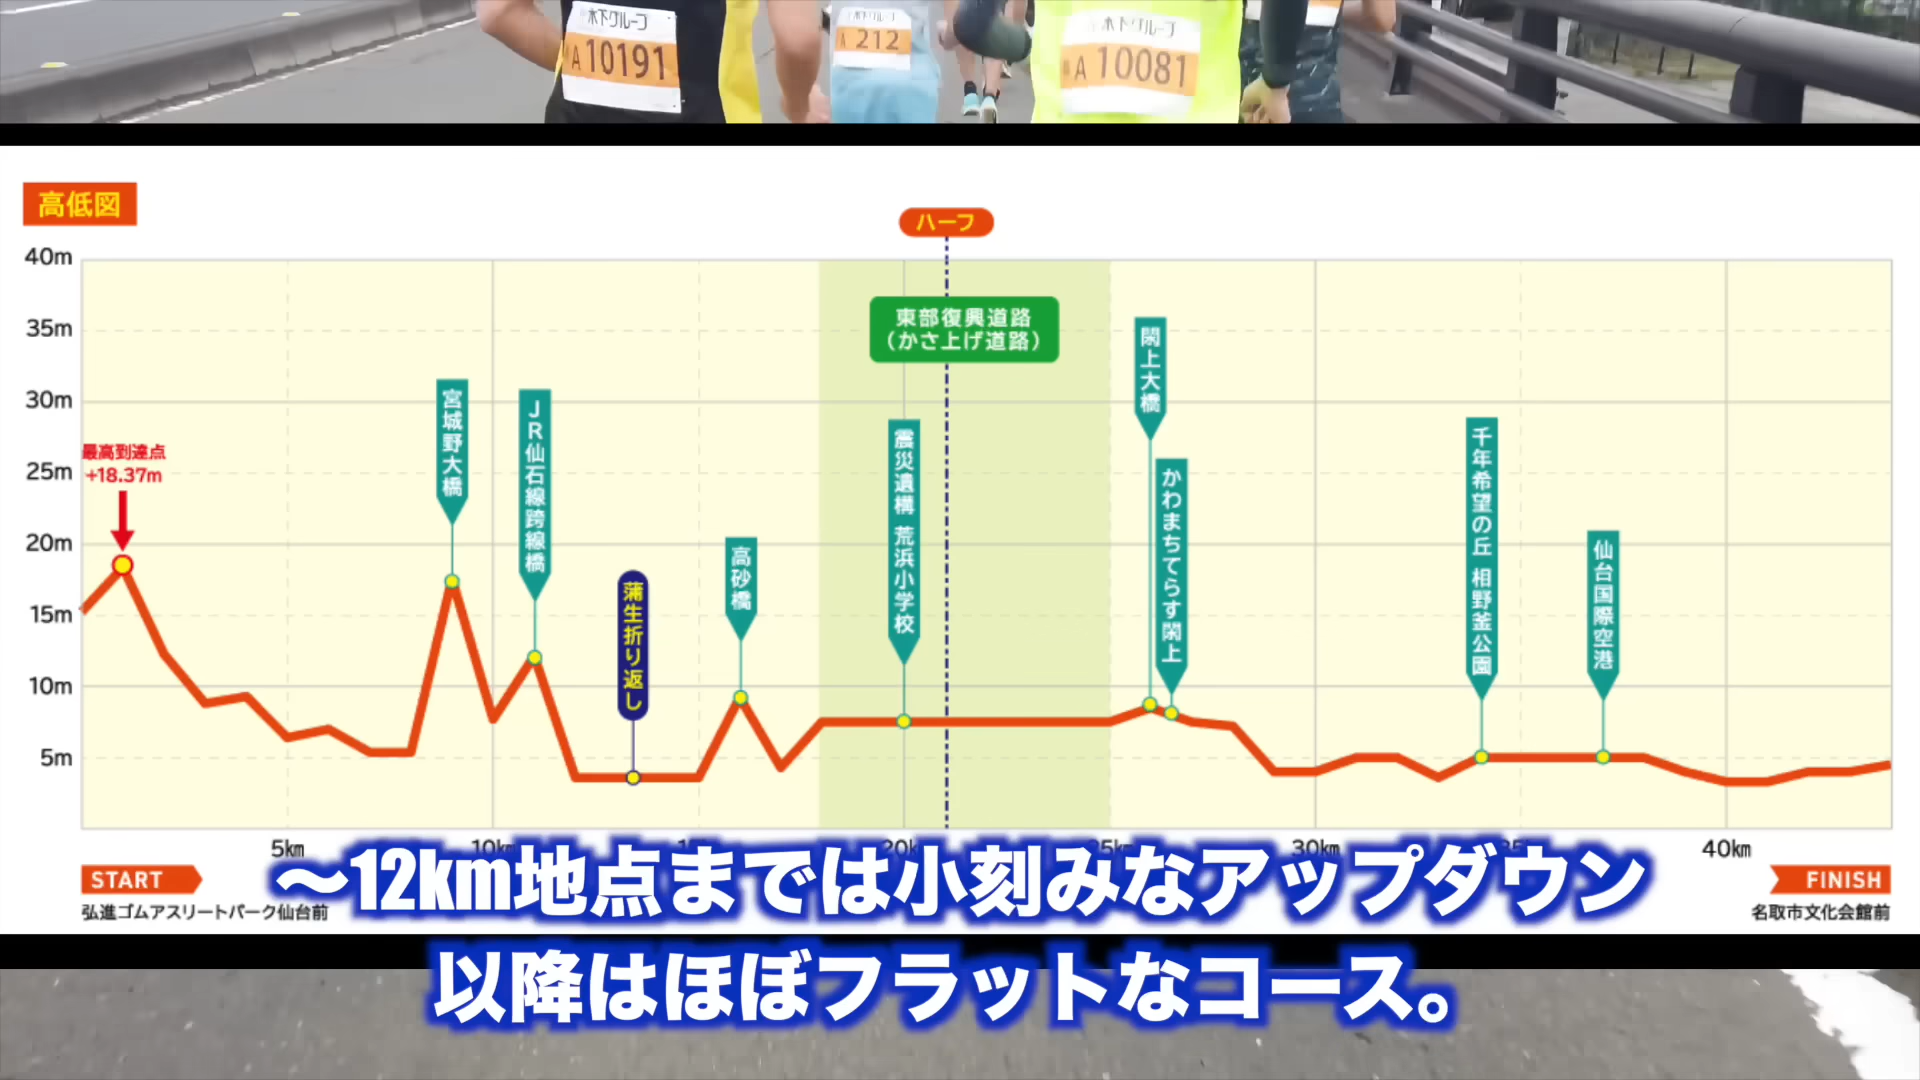 木下グループ
A 10191
木下グループ
A 212
木下グループ
A 10081
高低図
ハーフ
40m
35m
30m
25m
20m
15m
10m
5m
東部復興道路
（かさ上げ道路）
最高到達点
+18.37m
宮城野大橋
JR仙石線跨線橋
蒲生折り返し
高砂橋
震災遺構 荒浜小学校
閖上大橋
かわまちてらす閖上
千年希望の丘 相野釜公園
仙台国際空港
5km
10km
20km
25km
30km
40km
START
弘進ゴムアスリートパーク仙台前
FINISH
名取市文化会館前
～12km地点までは小刻みなアップダウン
以降はほぼフラットなコース。